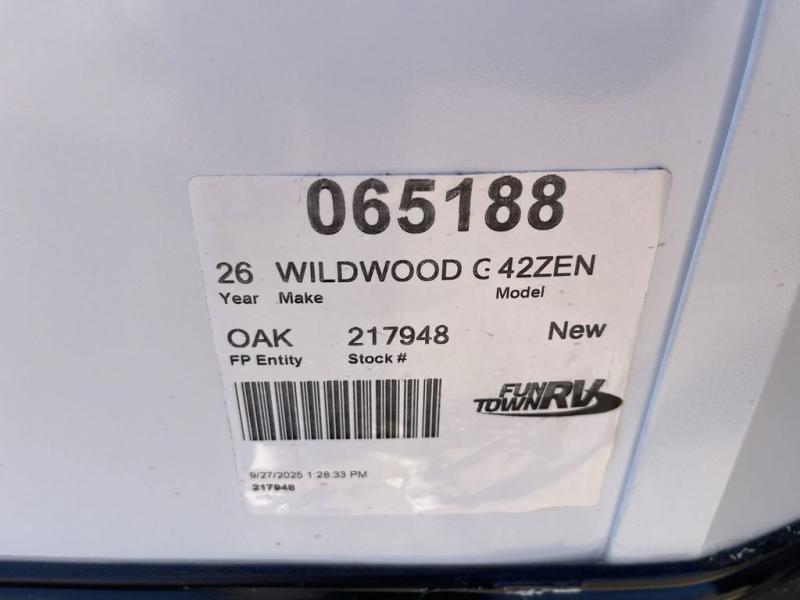 065188
26 WILDWOOD G 42ZEN
Year Make Model
OAK 217948 New
FP Entity Stock #
FUN TOWN RV
9/27/2025 1:28:33 PM
217948